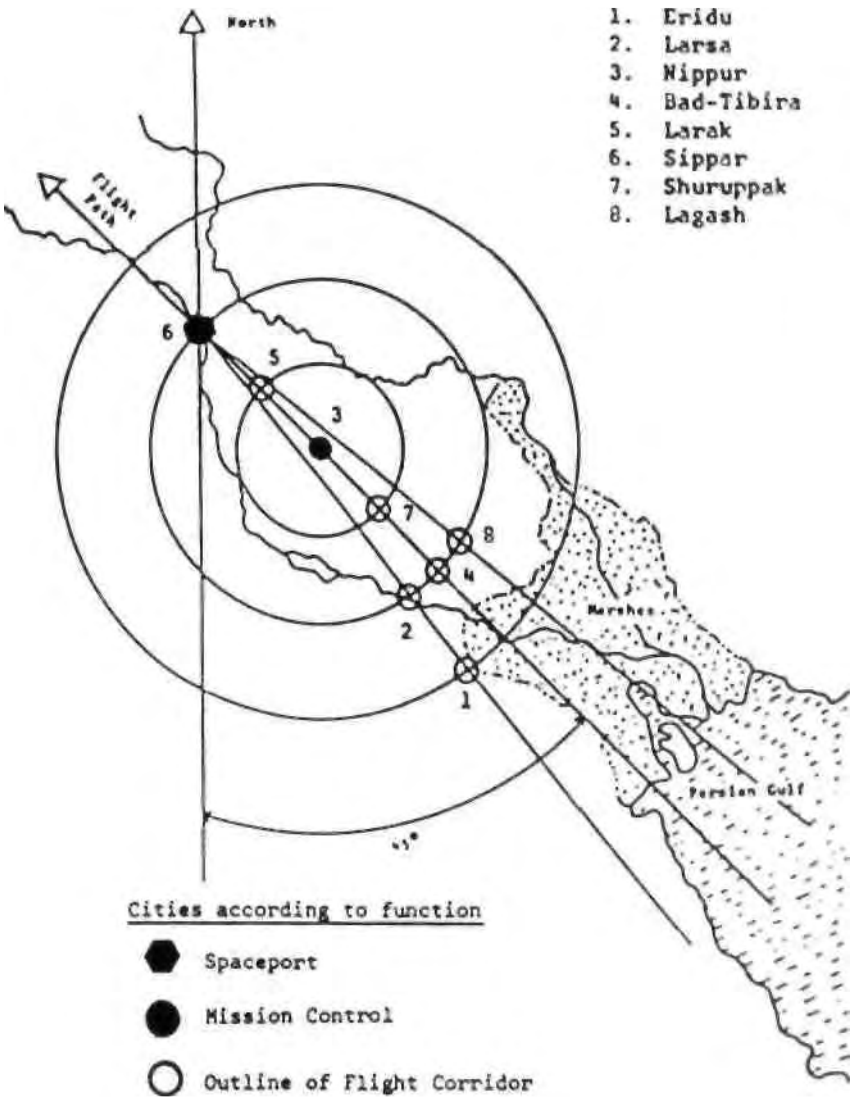 North
1. Eridu
2. Larsa
3. Nippur
4. Bad-Tibira
5. Larak
6. Sippar
7. Shuruppak
8. Lagash
Flight
Path
6
5
3
7
8
4
2
1
Marshes
Persian Gulf
45°
Cities according to function
Spaceport
Mission Control
Outline of Flight Corridor